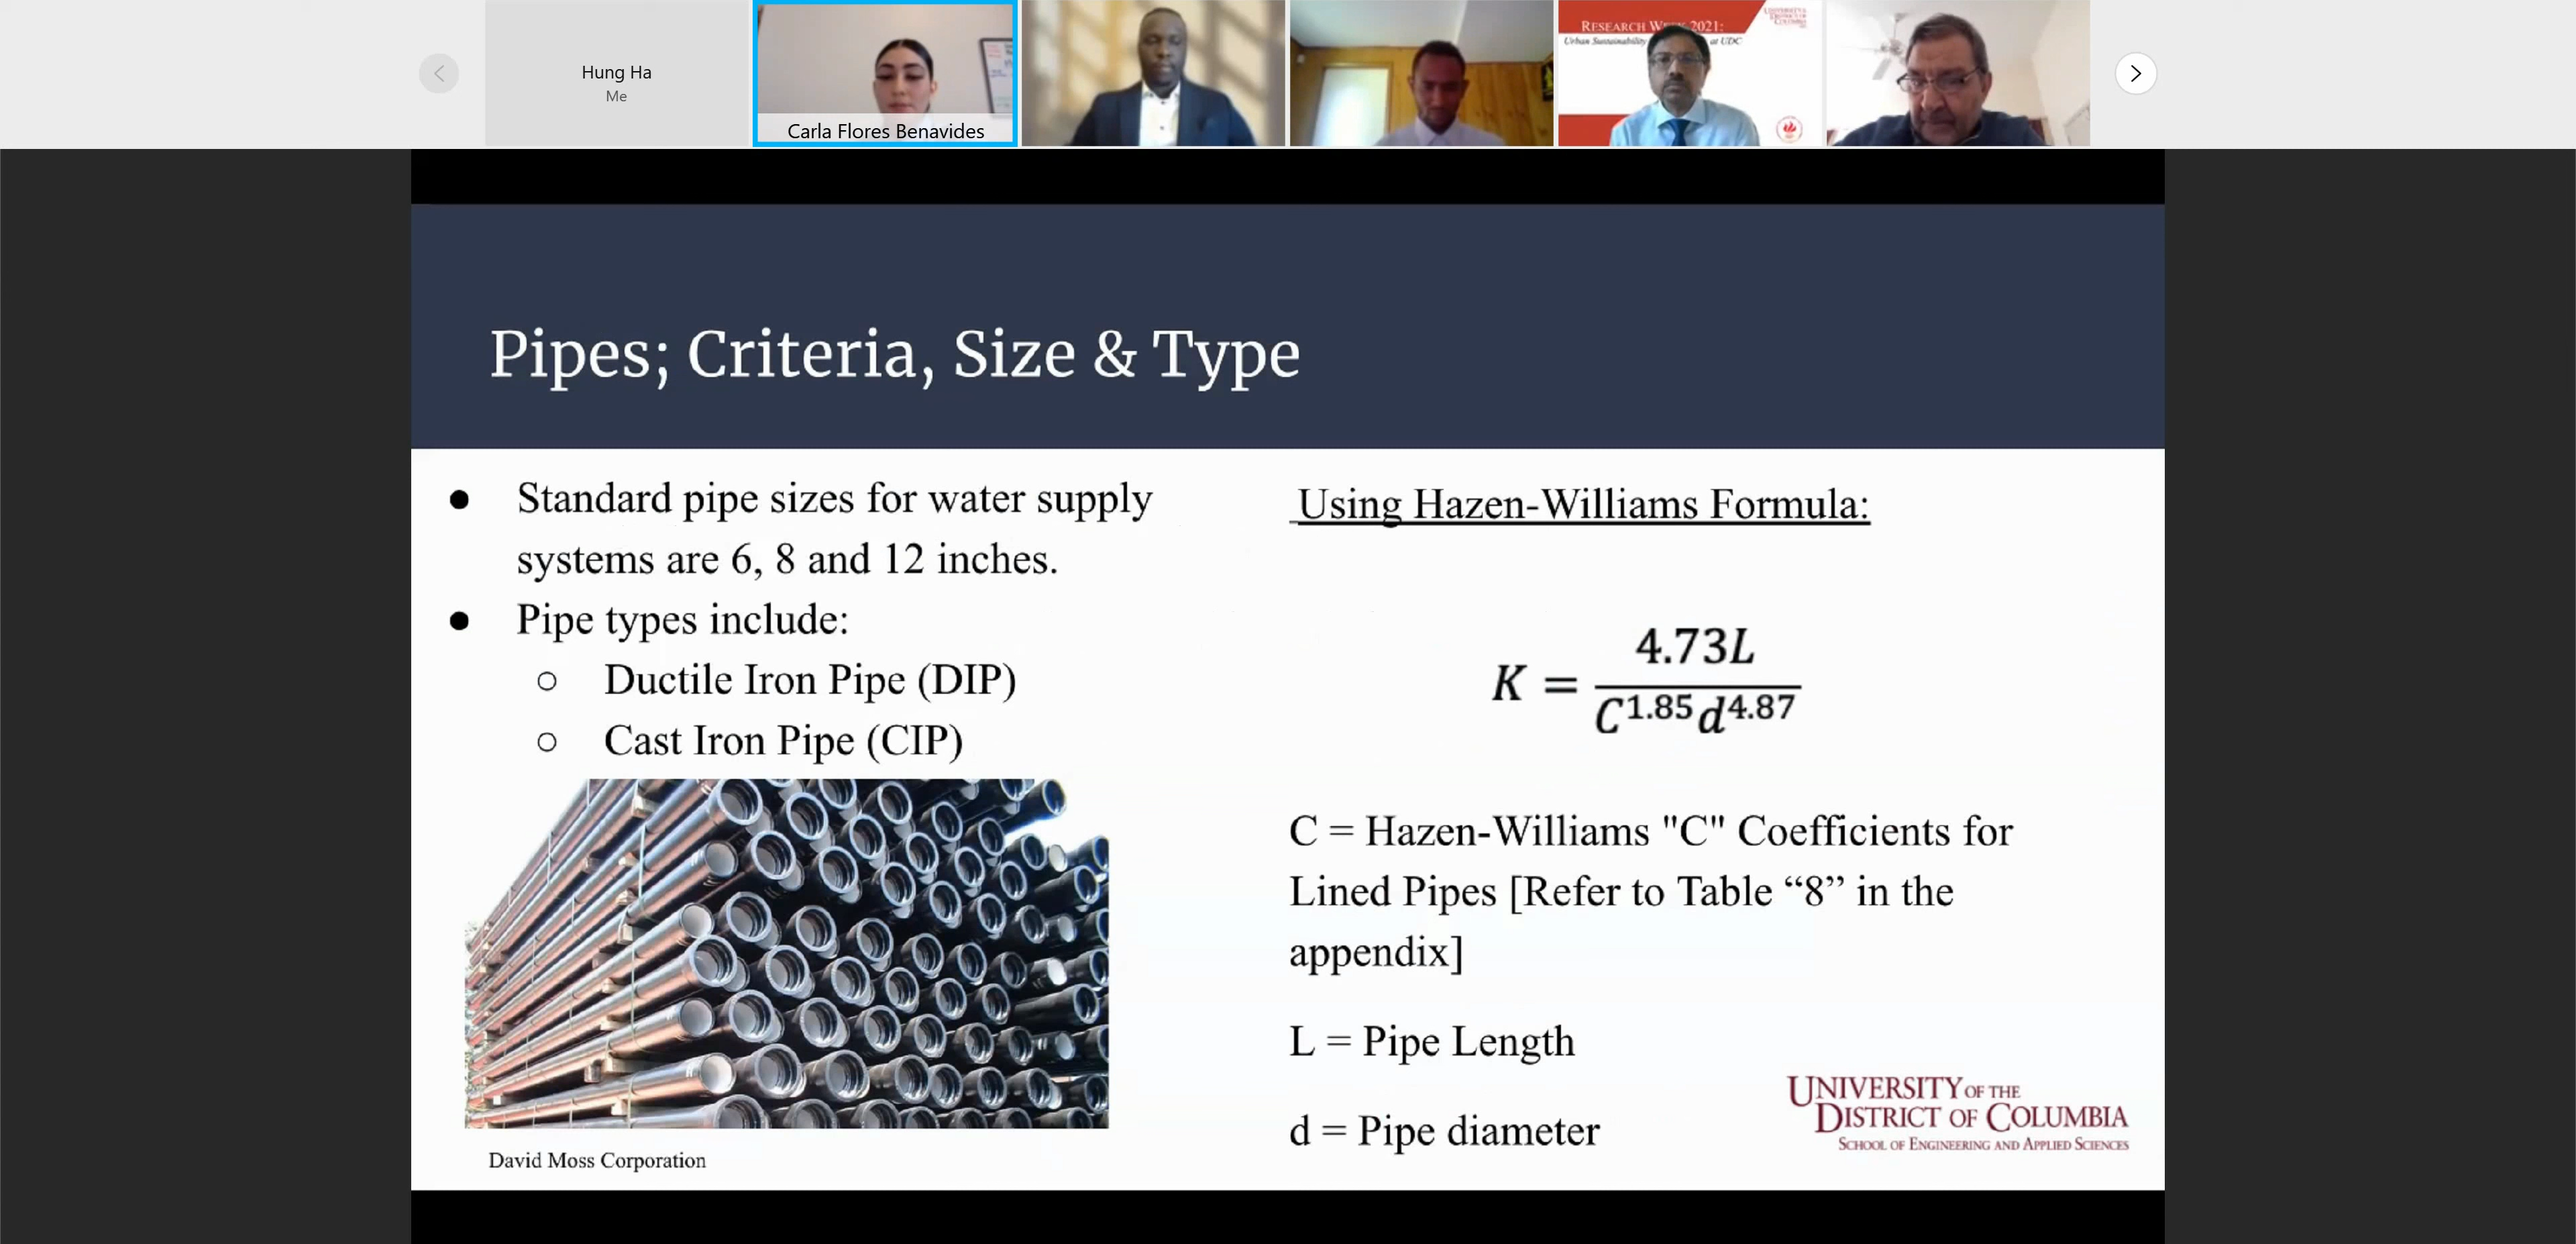 Hung Ha
Me
Carla Flores Benavides
RESEARCH WEEK 2021:
Urban Sustainability at UDC
Pipes; Criteria, Size & Type
● Standard pipe sizes for water supply
systems are 6, 8 and 12 inches.
● Pipe types include:
○ Ductile Iron Pipe (DIP)
○ Cast Iron Pipe (CIP)
David Moss Corporation
Using Hazen-Williams Formula:
K = 4.73L / C^1.85 d^4.87
C = Hazen-Williams "C" Coefficients for
Lined Pipes [Refer to Table “8” in the
appendix]
L = Pipe Length
d = Pipe diameter
UNIVERSITY OF THE
DISTRICT OF COLUMBIA
SCHOOL OF ENGINEERING AND APPLIED SCIENCES